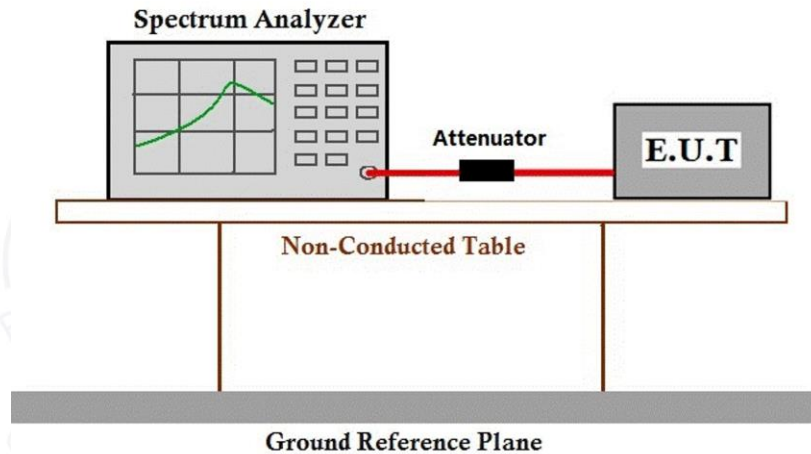 Spectrum Analyzer
Attenuator
E.U.T
Non-Conducted Table
Ground Reference Plane